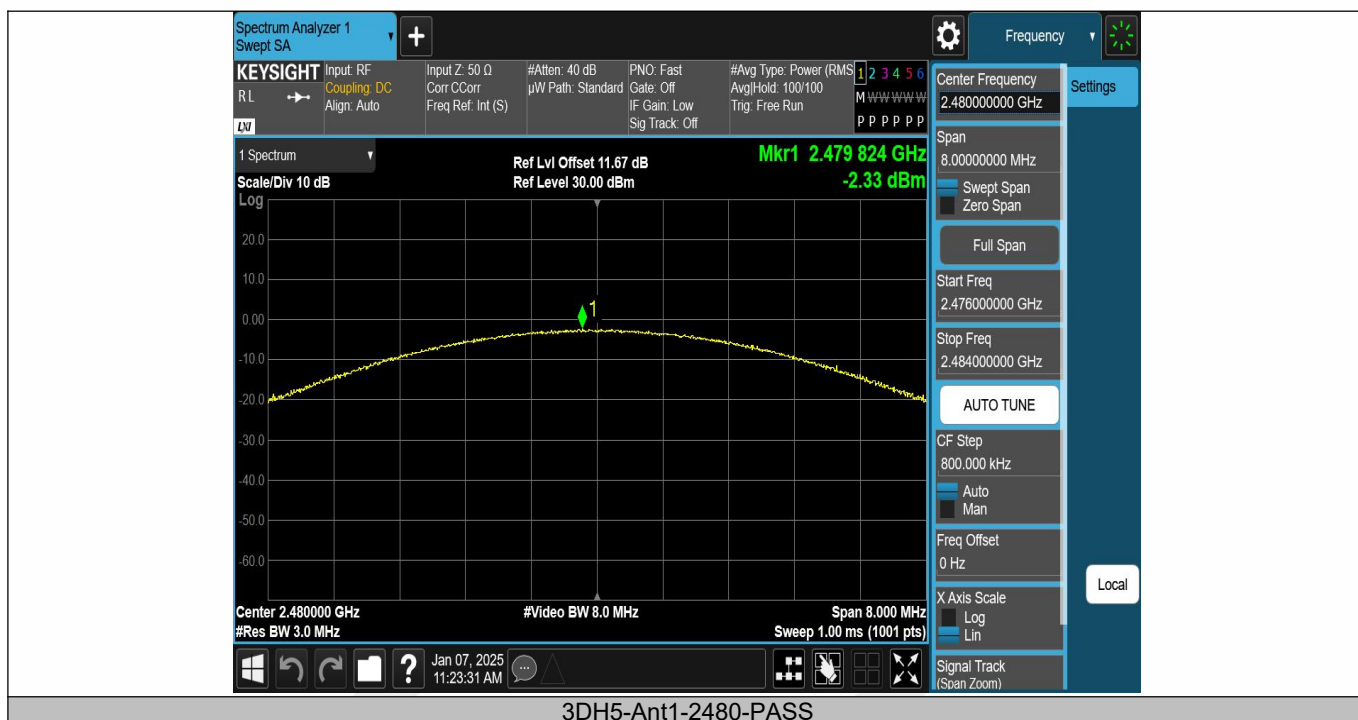 Spectrum Analyzer 1
Swept SA
Frequency
KEYSIGHT
RL
LXI
Input: RF
Coupling: DC
Align: Auto
Input Z: 50 Ω
Corr CCorr
Freq Ref: Int (S)
#Atten: 40 dB
µW Path: Standard
PNO: Fast
Gate: Off
IF Gain: Low
Sig Track: Off
#Avg Type: Power (RMS
Avg|Hold: 100/100
Trig: Free Run
1 2 3 4 5 6
M W W W W W
P P P P P P
1 Spectrum
Scale/Div 10 dB
Ref Lvl Offset 11.67 dB
Ref Level 30.00 dBm
Mkr1 2.479 824 GHz
-2.33 dBm
Log
20.0
10.0
0.00
-10.0
-20.0
-30.0
-40.0
-50.0
-60.0
1
Center 2.480000 GHz
#Res BW 3.0 MHz
#Video BW 8.0 MHz
Span 8.000 MHz
Sweep 1.00 ms (1001 pts)
Center Frequency
2.480000000 GHz
Settings
Span
8.00000000 MHz
Swept Span
Zero Span
Full Span
Start Freq
2.476000000 GHz
Stop Freq
2.484000000 GHz
AUTO TUNE
CF Step
800.000 kHz
Auto
Man
Freq Offset
0 Hz
X Axis Scale
Log
Lin
Local
Signal Track
(Span Zoom)
?
Jan 07, 2025
11:23:31 AM
3DH5-Ant1-2480-PASS